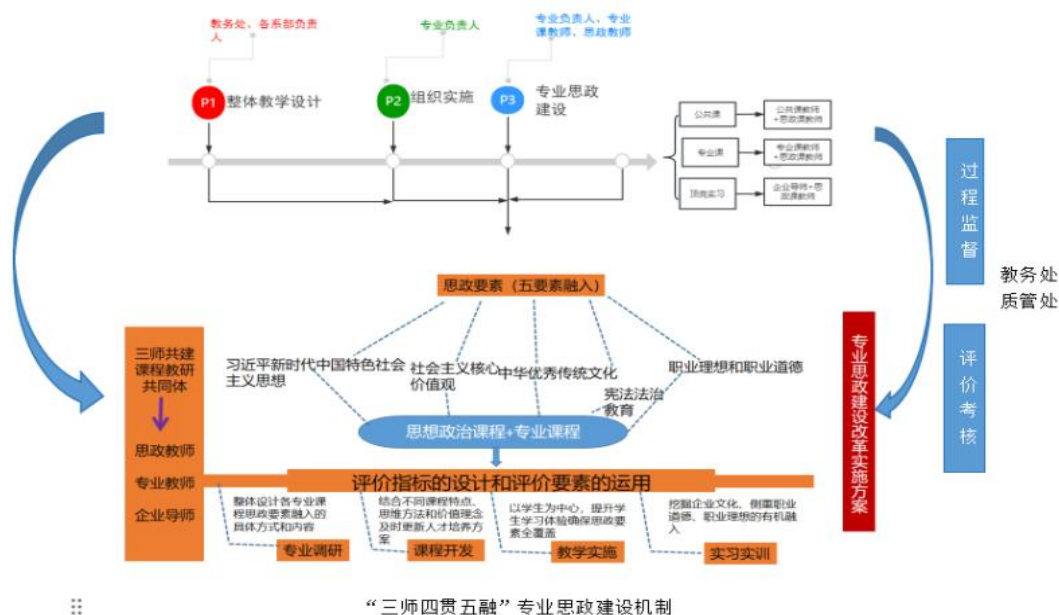 教务处、各系部负责
人
专业负责人
专业负责人、专业
课教师，思政教师
P1
整体教学设计
P2
组织实施
P3
专业思政
建设
公共课
公共课教师
+思政课教师
专业课
专业课教师
+思政课教师
顶岗实习
企业导师+思
政课教师
过程监督
教务处
质管处
评价考核
思政要素（五要素融入）
习近平新时代中国特色社会
主义思想
社会主义核心
价值观
中华优秀传统文化
宪法法治
教育
职业理想和职业道德
思想政治课程+专业课程
三师共建
课程教研
共同体
思政教师
专业教师
企业导师
专业思政建设改革实施方案
评价指标的设计和评价要素的运用
整体设计各专业课
程思政要素融入的
具体方式和内容
结合不同课程特点、
思维方法和价值理念
及时更新人才培养方
案
以学生为中心，提升学
生学习体验确保思政要
素全覆盖
挖掘企业文化、侧重职业
道德、职业理想的有机融
入
专业调研
课程开发
教学实施
实习实训
“三师四贯五融”专业思政建设机制